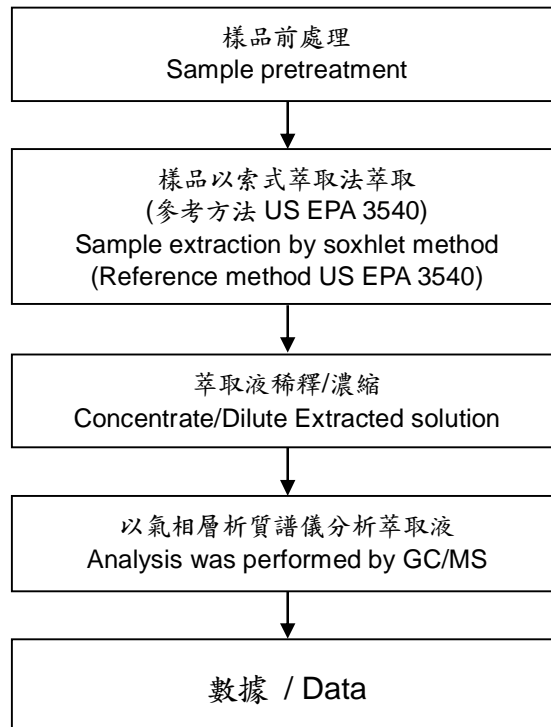 樣品前處理
Sample pretreatment
樣品以索式萃取法萃取
(參考方法 US EPA 3540)
Sample extraction by soxhlet method
(Reference method US EPA 3540)
萃取液稀釋/濃縮
Concentrate/Dilute Extracted solution
以氣相層析質譜儀分析萃取液
Analysis was performed by GC/MS
數據 / Data